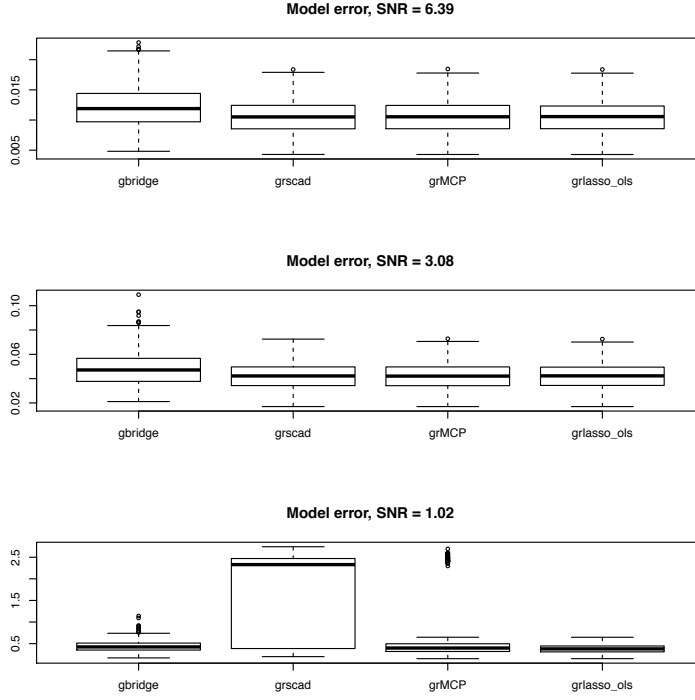 Model error, SNR = 6.39
0.015
0.005
gbridge grscad grMCP grlasso_ols
Model error, SNR = 3.08
0.10
0.06
0.02
gbridge grscad grMCP grlasso_ols
Model error, SNR = 1.02
2.5
1.5
0.5
gbridge grscad grMCP grlasso_ols